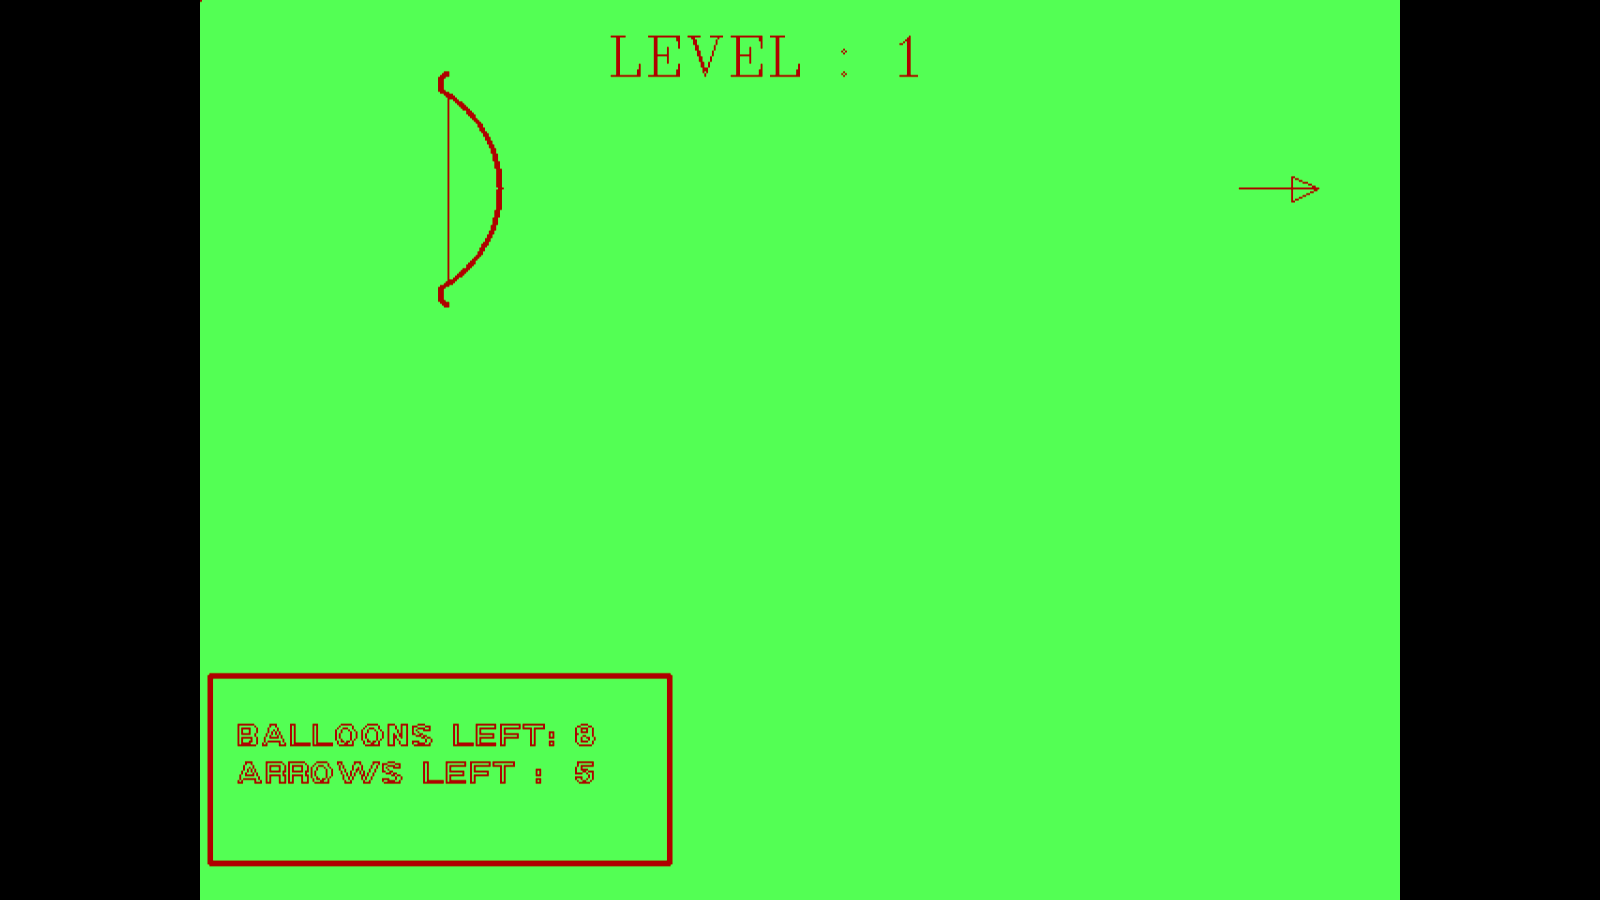 LEVEL : 1
BALLOONS LEFT: 8
ARROWS LEFT : 5